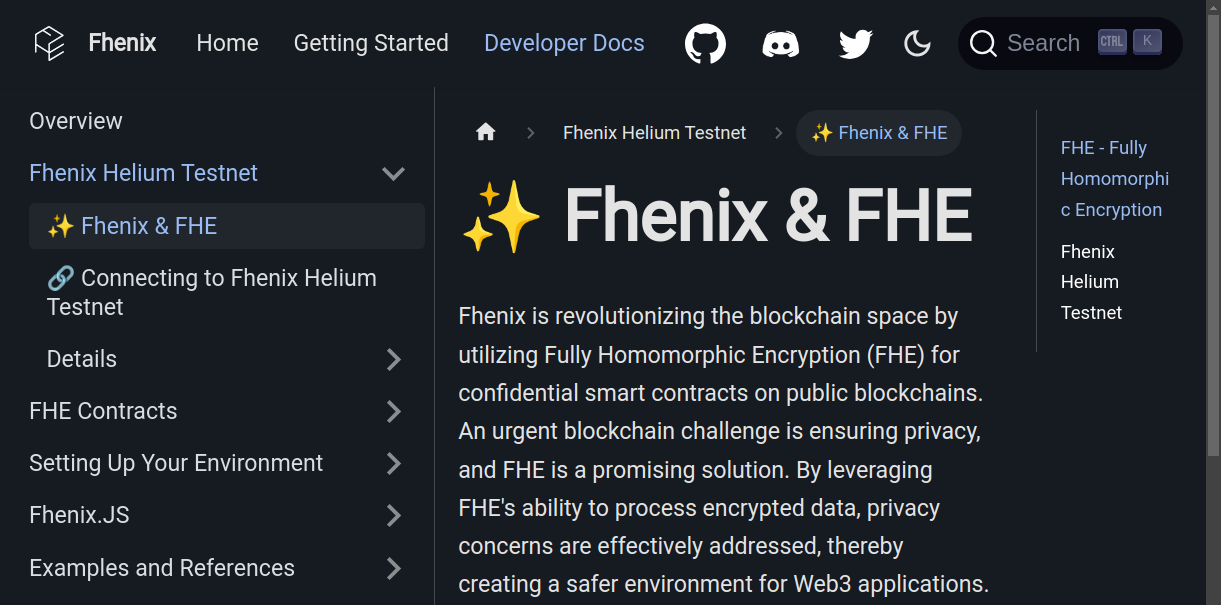 Fhenix Home Getting Started Developer Docs Search CTRL K
Overview
Fhenix Helium Testnet
✨ Fhenix & FHE
🔗 Connecting to Fhenix Helium
Testnet
Details
FHE Contracts
Setting Up Your Environment
Fhenix.JS
Examples and References
Fhenix Helium Testnet ✨ Fhenix & FHE
✨ Fhenix & FHE
Fhenix is revolutionizing the blockchain space by
utilizing Fully Homomorphic Encryption (FHE) for
confidential smart contracts on public blockchains.
An urgent blockchain challenge is ensuring privacy,
and FHE is a promising solution. By leveraging
FHE's ability to process encrypted data, privacy
concerns are effectively addressed, thereby
creating a safer environment for Web3 applications.
FHE - Fully
Homomorphi
c Encryption
Fhenix
Helium
Testnet